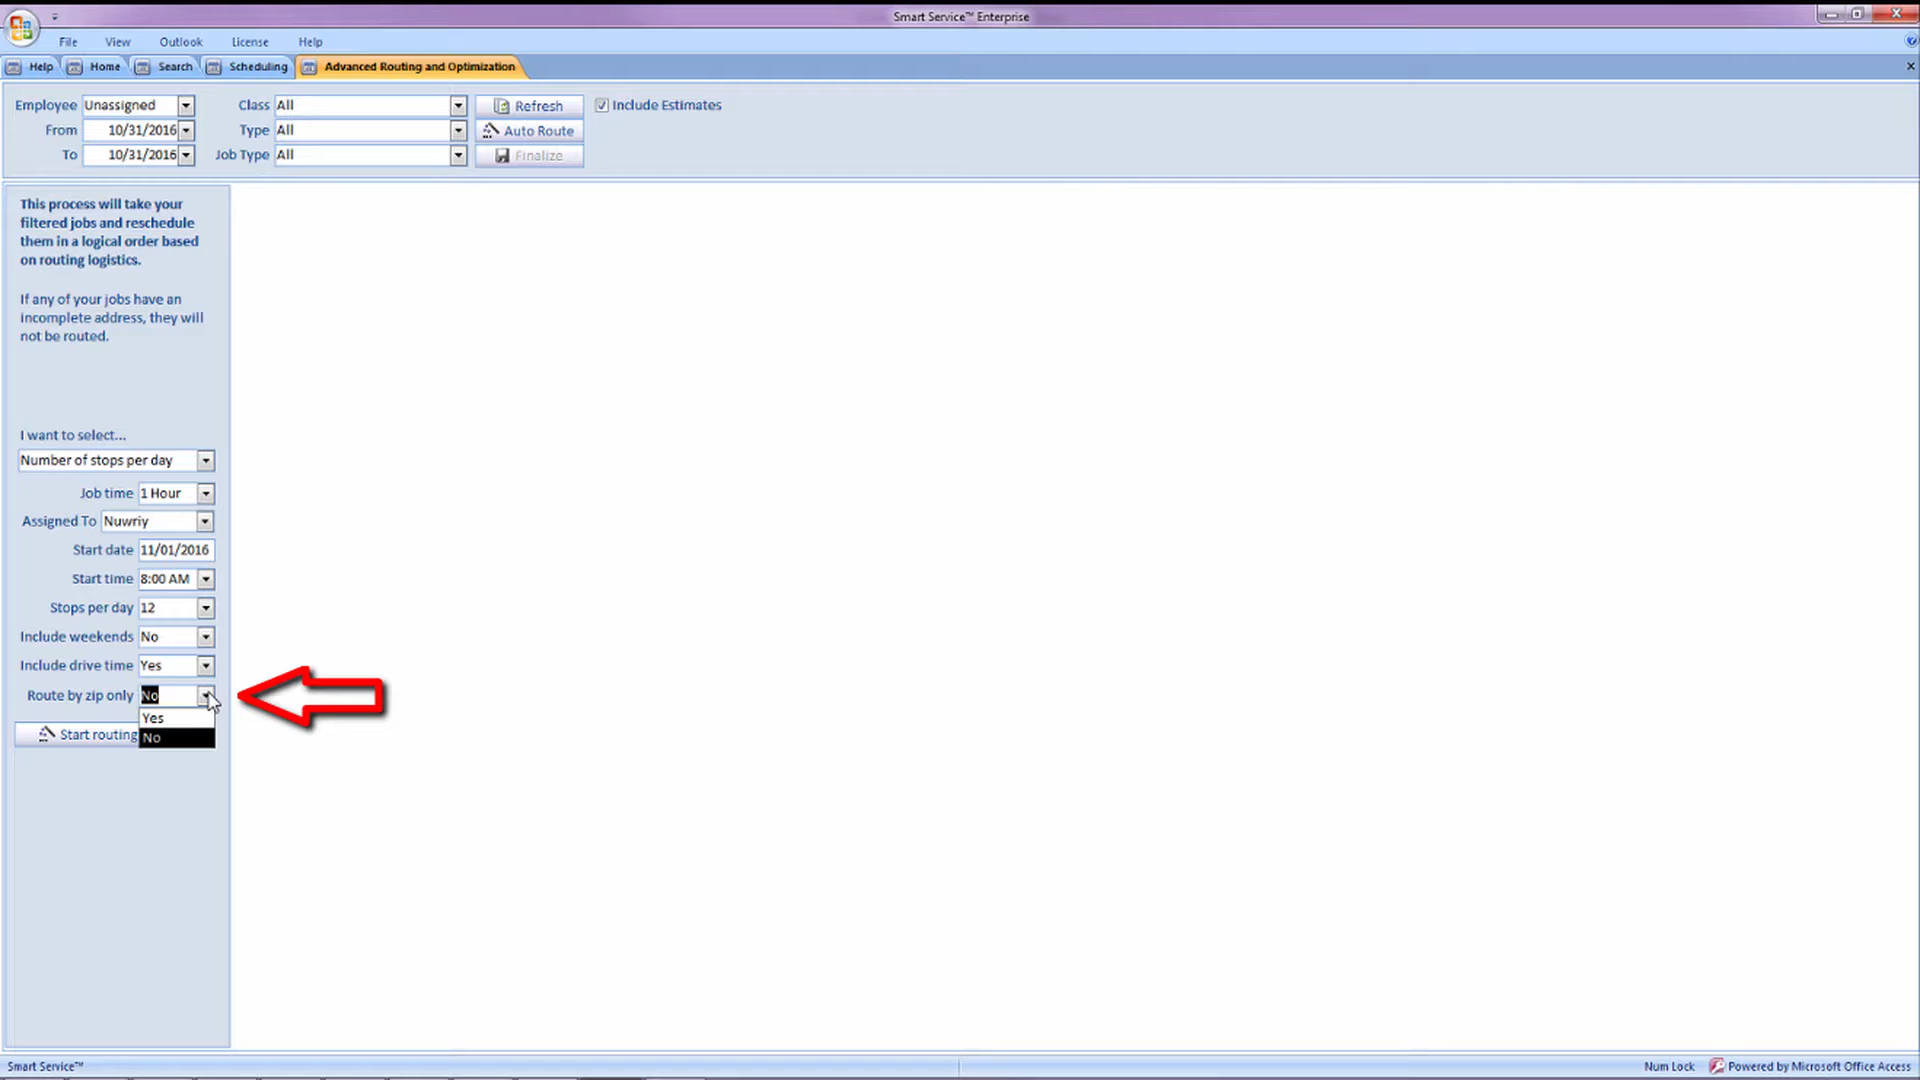 Smart Service™ Enterprise
File View Outlook License Help
Help Home Search Scheduling Advanced Routing and Optimization
Employee Unassigned Class All Refresh Include Estimates
From 10/31/2016 Type All Auto Route
To 10/31/2016 Job Type All Finalize
This process will take your
filtered jobs and reschedule
them in a logical order based
on routing logistics.
If any of your jobs have an
incomplete address, they will
not be routed.
I want to select...
Number of stops per day
Job time 1 Hour
Assigned To Nuwriy
Start date 11/01/2016
Start time 8:00 AM
Stops per day 12
Include weekends No
Include drive time Yes
Route by zip only No
Yes
Start routing No
Smart Service™ Num Lock Powered by Microsoft Office Access